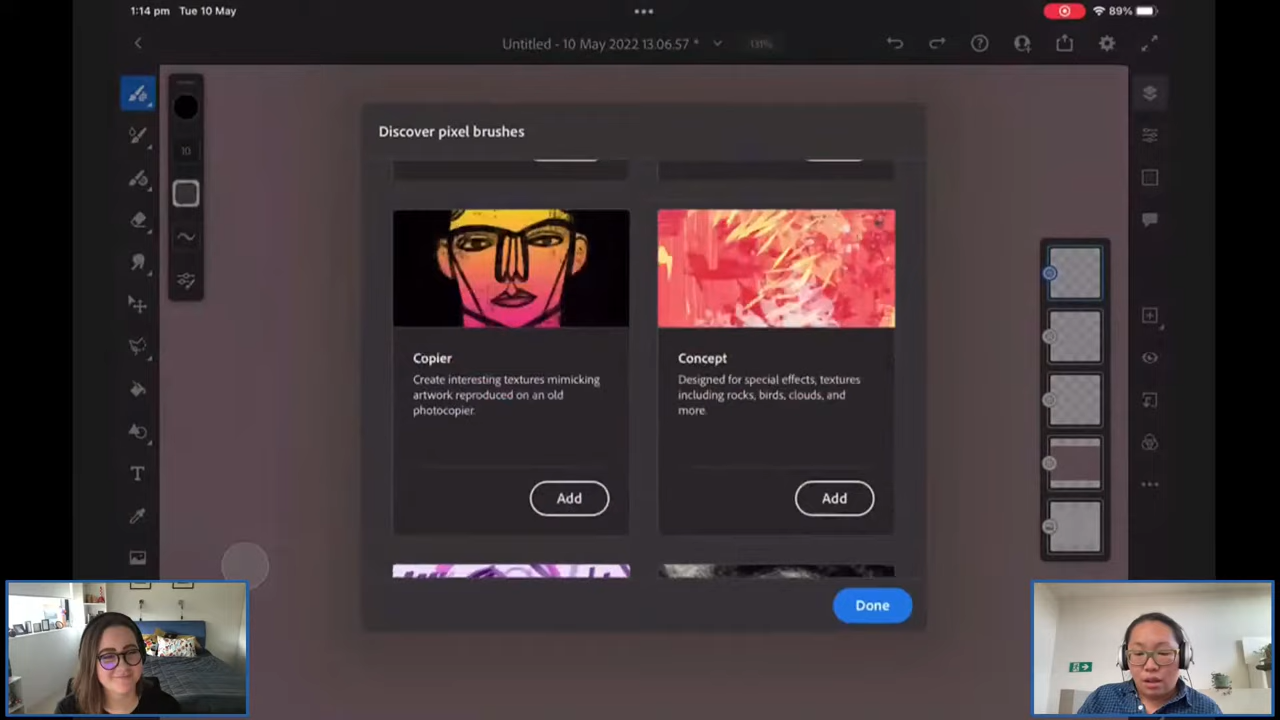 1:14 pm Tue 10 May
89%
Untitled - 10 May 2022 13.06.57 *
131%
Discover pixel brushes
10
Copier
Create interesting textures mimicking
artwork reproduced on an old
photocopier.
Add
Concept
Designed for special effects, textures
including rocks, birds, clouds, and
more.
Add
T
Done